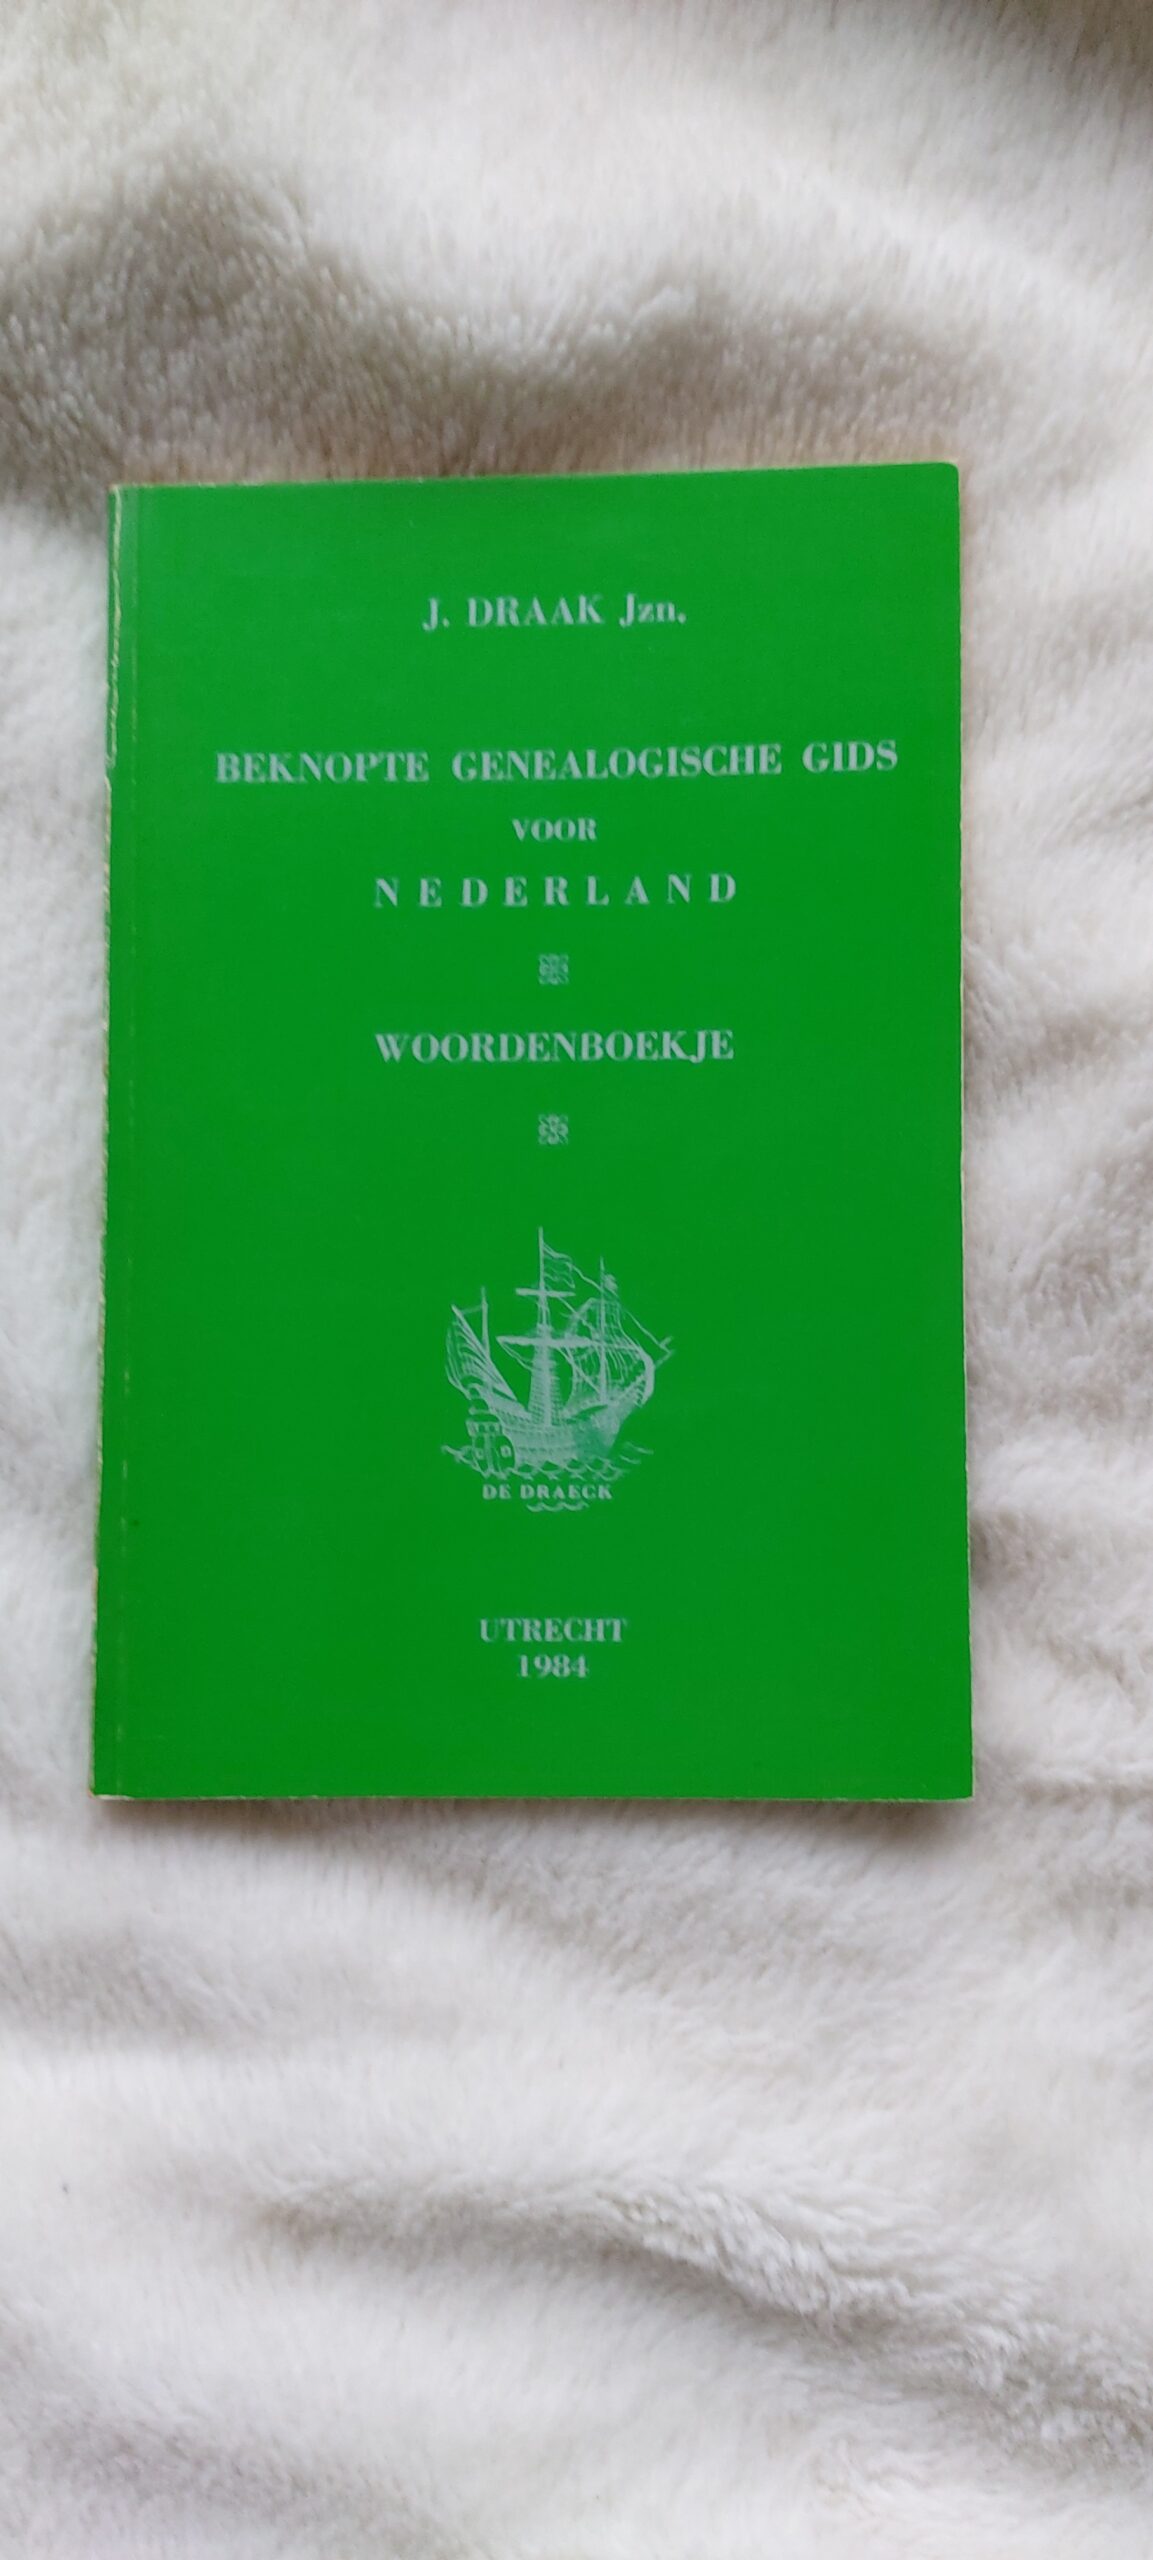 J. DRAAK Jzn.
BEKNOPTE GENEALOGISCHE GIDS
VOOR
NEDERLAND
WOORDENBOEKJE
DE DRAECK
UTRECHT
1984